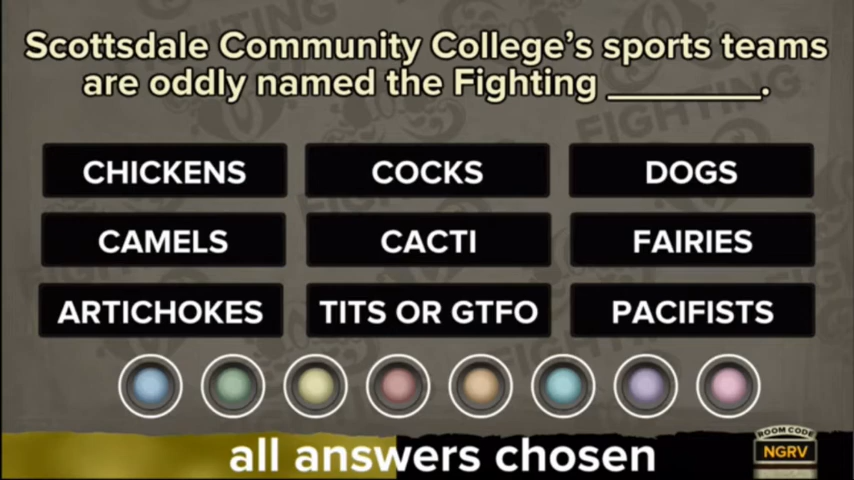 Scottsdale Community College's sports teams
are oddly named the Fighting ________.
CHICKENS
COCKS
DOGS
CAMELS
CACTI
FAIRIES
ARTICHOKES
TITS OR GTFO
PACIFISTS
all answers chosen
ROOM CODE
NGRV
FIGHTING